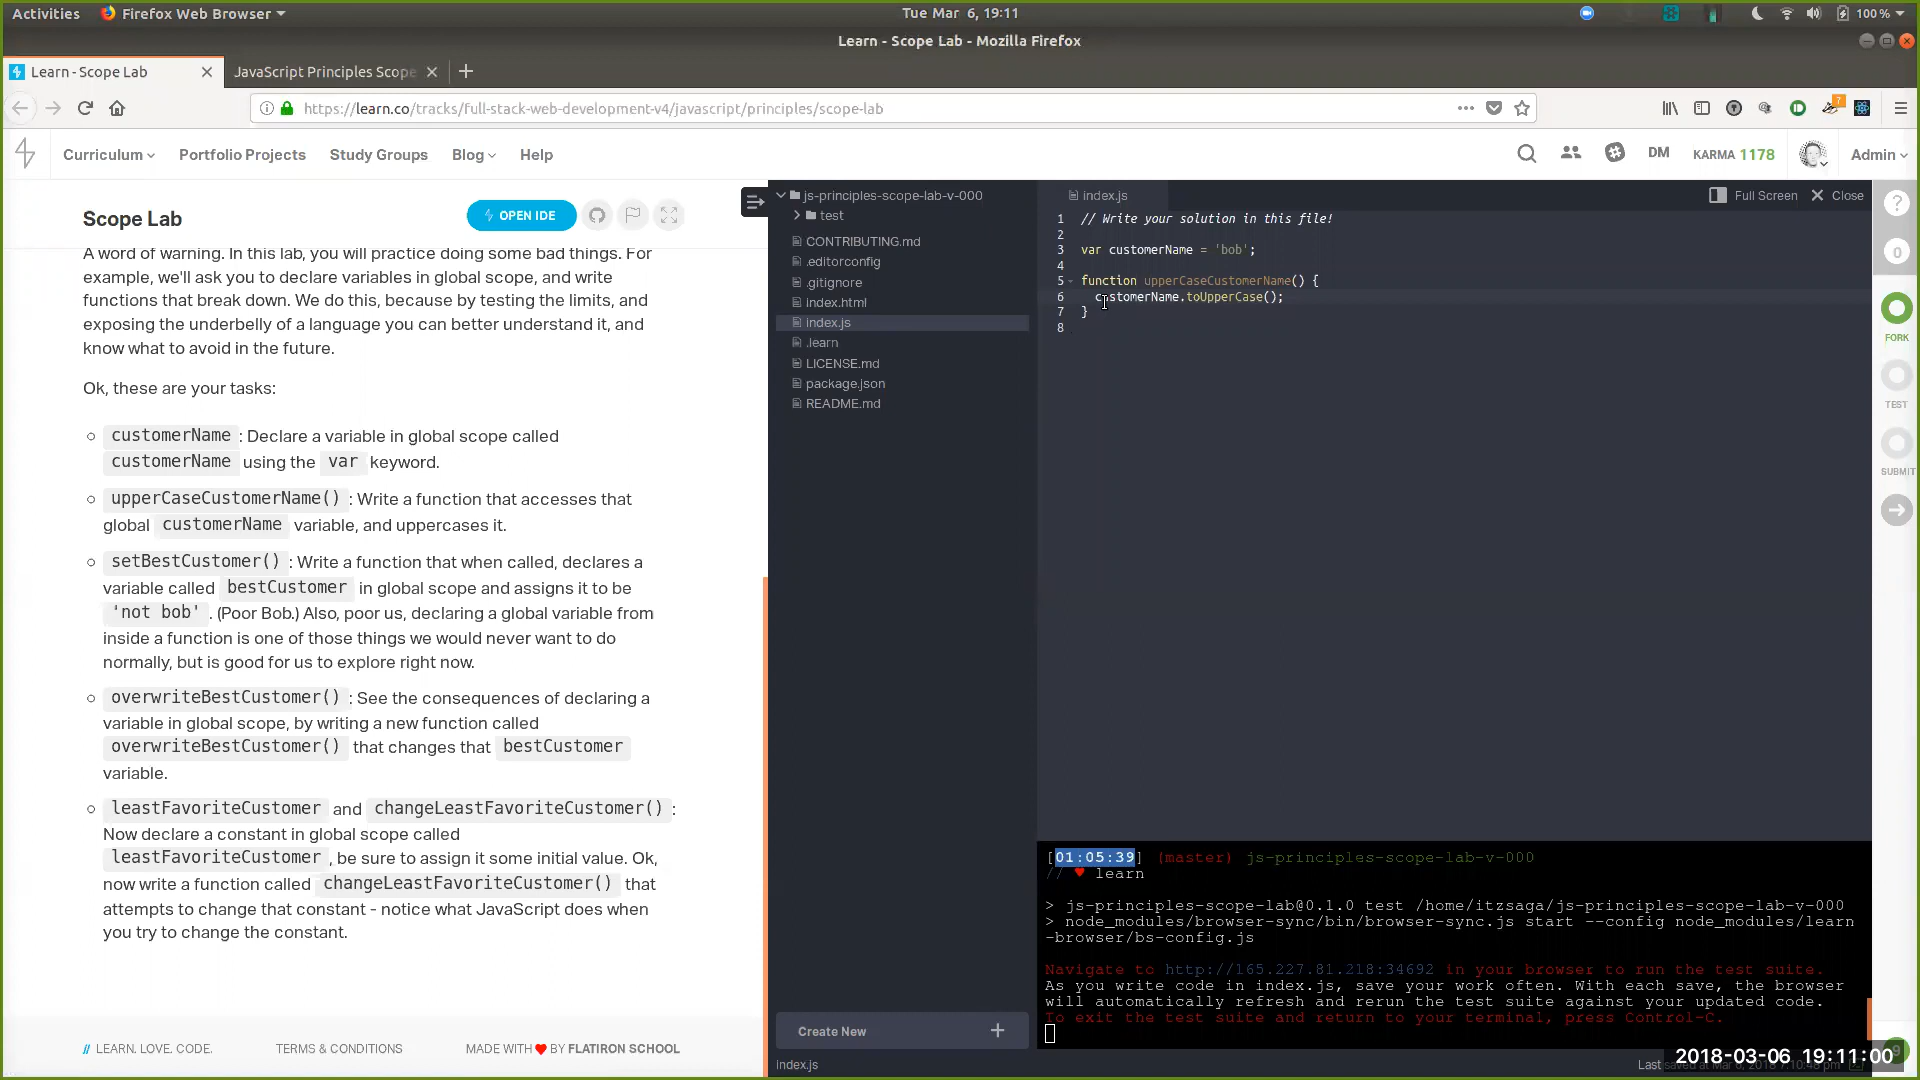 Activities
Firefox Web Browser
Tue Mar 6, 19:11
100 %
Learn - Scope Lab - Mozilla Firefox
Learn - Scope Lab
JavaScript Principles Scope
https://learn.co/tracks/full-stack-web-development-v4/javascript/principles/scope-lab
7
Curriculum
Portfolio Projects
Study Groups
Blog
Help
DM
KARMA 1178
Admin
Scope Lab
OPEN IDE
A word of warning. In this lab, you will practice doing some bad things. For
example, we'll ask you to declare variables in global scope, and write
functions that break down. We do this, because by testing the limits, and
exposing the underbelly of a language you can better understand it, and
know what to avoid in the future.
Ok, these are your tasks:
customerName : Declare a variable in global scope called
customerName using the var keyword.
upperCaseCustomerName() : Write a function that accesses that
global customerName variable, and uppercases it.
setBestCustomer() : Write a function that when called, declares a
variable called bestCustomer in global scope and assigns it to be
'not bob' . (Poor Bob.) Also, poor us, declaring a global variable from
inside a function is one of those things we would never want to do
normally, but is good for us to explore right now.
overwriteBestCustomer() : See the consequences of declaring a
variable in global scope, by writing a new function called
overwriteBestCustomer() that changes that bestCustomer
variable.
leastFavoriteCustomer and changeLeastFavoriteCustomer() :
Now declare a constant in global scope called
leastFavoriteCustomer , be sure to assign it some initial value. Ok,
now write a function called changeLeastFavoriteCustomer() that
attempts to change that constant - notice what JavaScript does when
you try to change the constant.
// LEARN. LOVE. CODE.
TERMS & CONDITIONS
MADE WITH ♥ BY FLATIRON SCHOOL
js-principles-scope-lab-v-000
test
CONTRIBUTING.md
.editorconfig
.gitignore
index.html
index.js
.learn
LICENSE.md
package.json
README.md
Create New +
index.js
index.js
Full Screen
Close
1 // Write your solution in this file!
2
3 var customerName = 'bob';
4
5 function upperCaseCustomerName() {
6 customerName.toUpperCase();
7 }
8
[01:05:39] (master) js-principles-scope-lab-v-000
// ♥ learn
> js-principles-scope-lab@0.1.0 test /home/itzsaga/js-principles-scope-lab-v-000
> node_modules/browser-sync/bin/browser-sync.js start --config node_modules/learn
-browser/bs-config.js
Navigate to http://165.227.81.218:34692 in your browser to run the test suite.
As you write code in index.js, save your work often. With each save, the browser
will automatically refresh and rerun the test suite against your updated code.
To exit the test suite and return to your terminal, press Control-C.
Last saved at Mar 6, 2018 7:10:48 pm
2018-03-06 19:11:00
?
0
FORK
TEST
SUBMIT